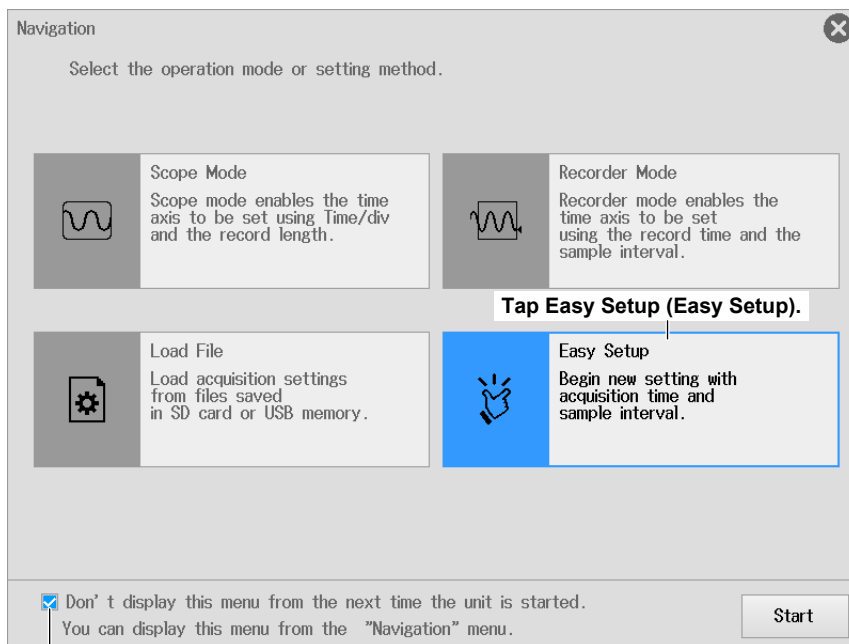 Navigation
Select the operation mode or setting method.
Scope Mode
Scope mode enables the time
axis to be set using Time/div
and the record length.
Recorder Mode
Recorder mode enables the
time axis to be set
using the record time and the
sample interval.
Tap Easy Setup (Easy Setup).
Load File
Load acquisition settings
from files saved
in SD card or USB memory.
Easy Setup
Begin new setting with
acquisition time and
sample interval.
Don't display this menu from the next time the unit is started.
You can display this menu from the "Navigation" menu.
Start